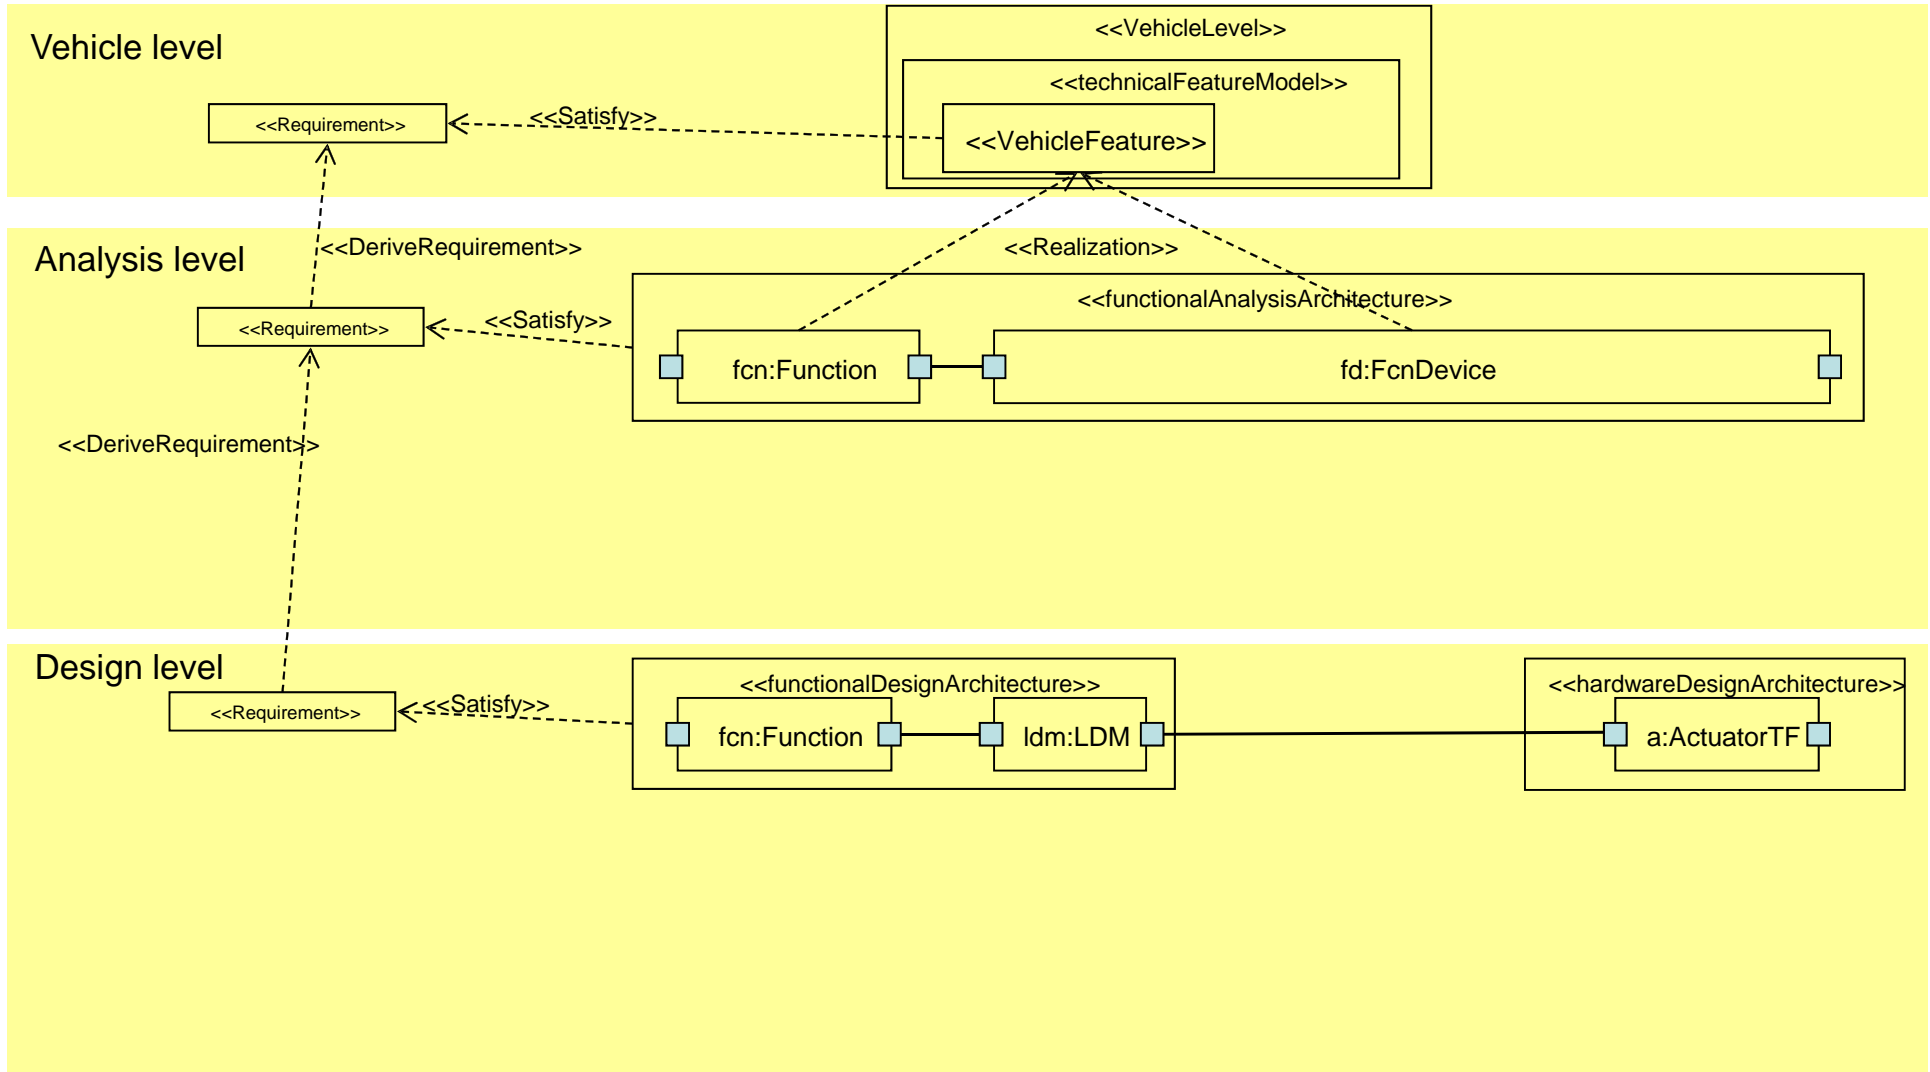 Vehicle level
<<VehicleLevel>>
<<technicalFeatureModel>>
<<Requirement>>
<<Satisfy>>
<<VehicleFeature>>
Analysis level
<<DeriveRequirement>>
<<Realization>>
<<functionalAnalysisArchitecture>>
<<Requirement>>
<<Satisfy>>
fcn:Function
fd:FcnDevice
<<DeriveRequirement>>
Design level
<<functionalDesignArchitecture>>
<<hardwareDesignArchitecture>>
<<Requirement>>
<<Satisfy>>
fcn:Function
ldm:LDM
a:ActuatorTF